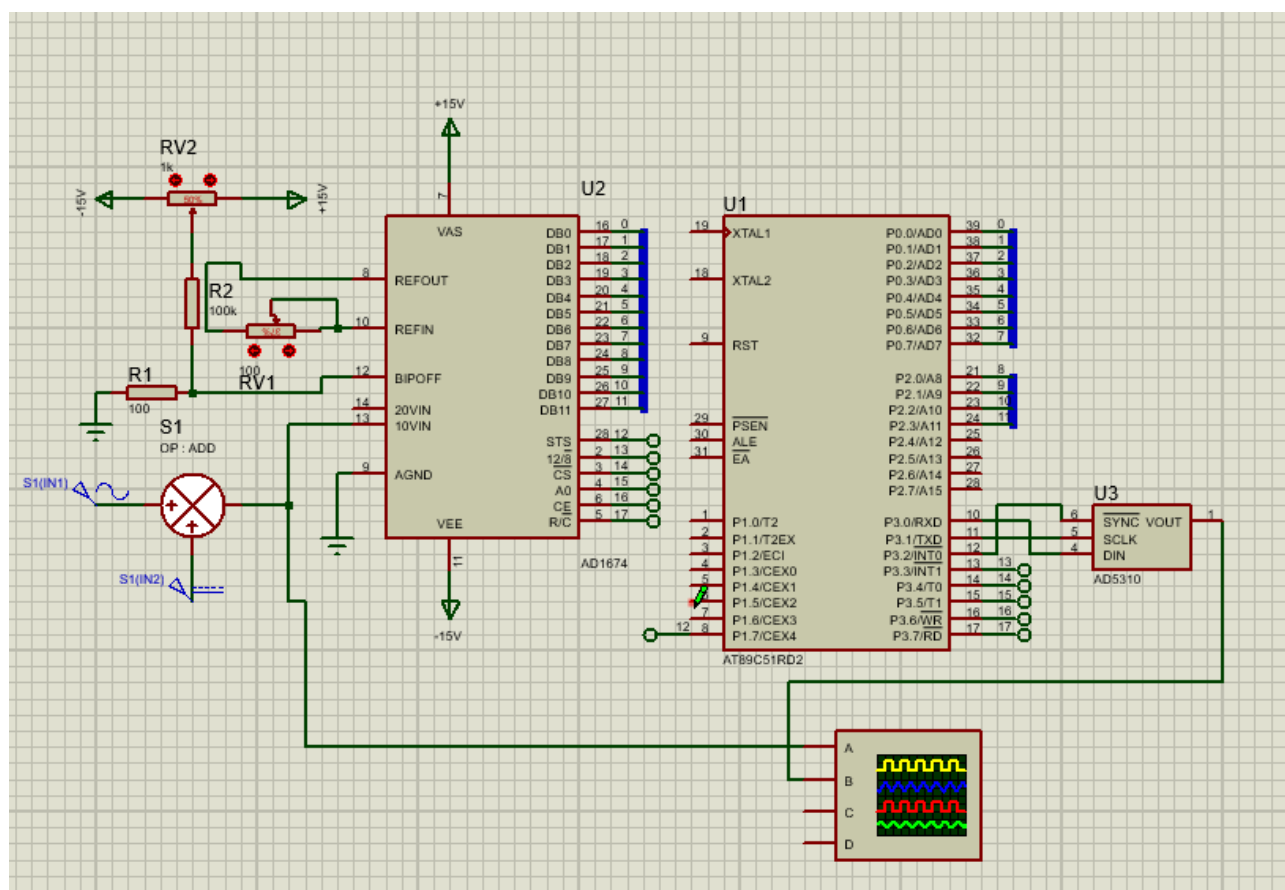 +15V
RV2
1k
-15V
50%
+15V
U2
7
VAS
8
REFOUT
10
REFIN
12
BIPOFF
14
20VIN
13
10VIN
9
AGND
VEE
11
-15V
DB0
16
0
DB1
17
1
DB2
18
2
DB3
19
3
DB4
20
4
DB5
21
5
DB6
22
6
DB7
23
7
DB8
24
8
DB9
25
9
DB10
26
10
DB11
27
11
STS
28
12
12/8
2
13
CS
3
14
A0
4
15
CE
6
16
R/C
5
17
AD1674
R2
100k
100
RV1
R1
100
S1
OP : ADD
S1(IN1)
S1(IN2)
U1
19
XTAL1
18
XTAL2
9
RST
29
PSEN
30
ALE
31
EA
1
P1.0/T2
2
P1.1/T2EX
3
P1.2/ECI
4
P1.3/CEX0
5
P1.4/CEX1
P1.5/CEX2
7
P1.6/CEX3
12
8
P1.7/CEX4
P0.0/AD0
39
0
P0.1/AD1
38
1
P0.2/AD2
37
2
P0.3/AD3
36
3
P0.4/AD4
35
4
P0.5/AD5
34
5
P0.6/AD6
33
6
P0.7/AD7
32
7
P2.0/A8
21
8
P2.1/A9
22
9
P2.2/A10
23
10
P2.3/A11
24
11
P2.4/A12
25
P2.5/A13
26
P2.6/A14
27
P2.7/A15
28
P3.0/RXD
10
P3.1/TXD
11
P3.2/INT0
12
P3.3/INT1
13
13
P3.4/T0
14
14
P3.5/T1
15
15
P3.6/WR
16
16
P3.7/RD
17
17
AT89C51RD2
U3
6
SYNC
VOUT
1
5
SCLK
4
DIN
AD5310
A
B
C
D